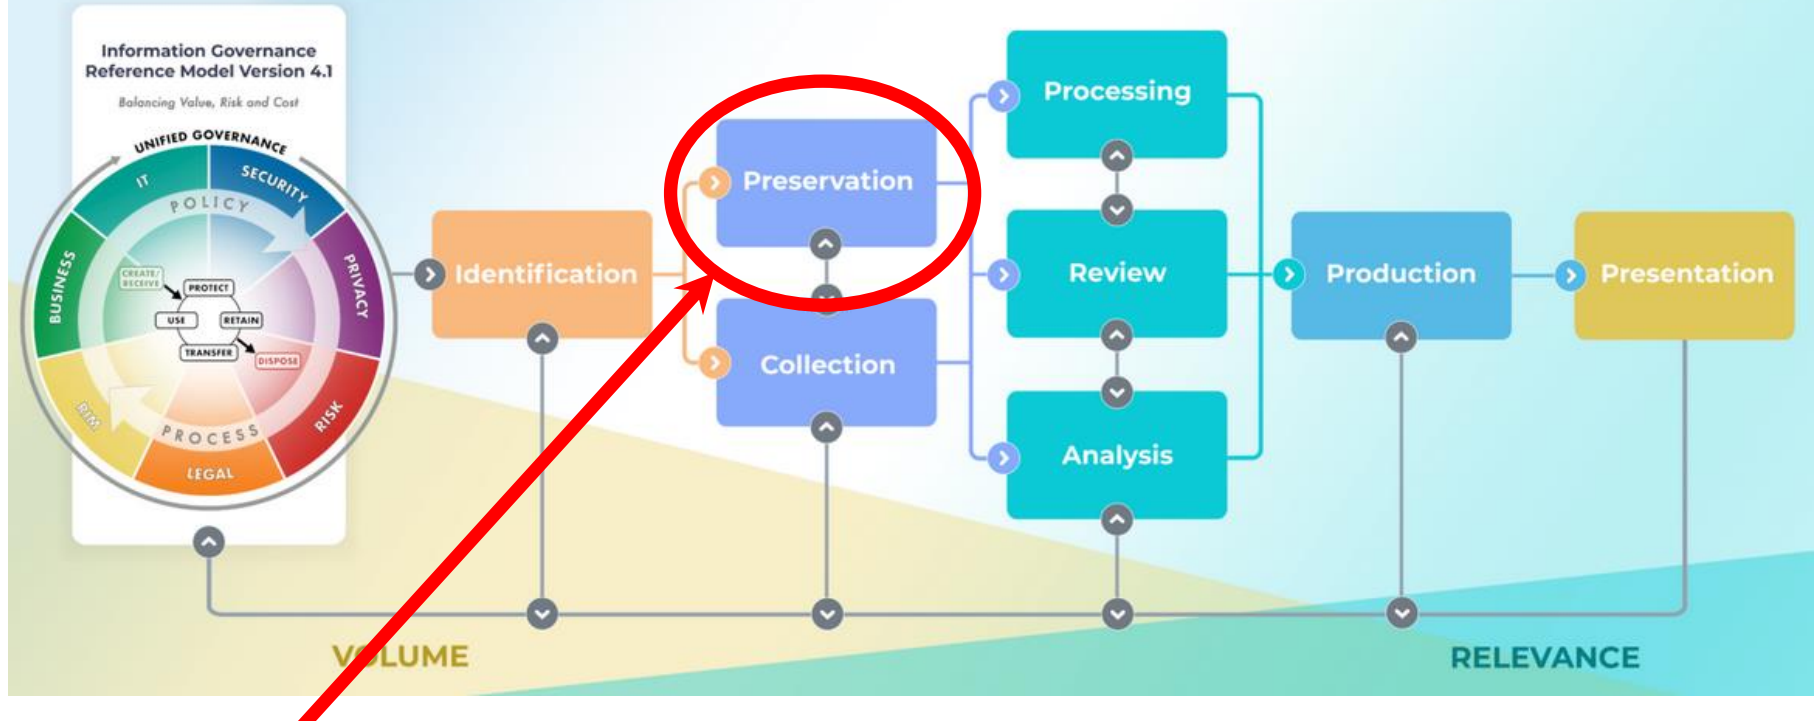 Information Governance
Reference Model Version 4.1
Balancing Value, Risk and Cost
UNIFIED GOVERNANCE
IT
SECURITY
PRIVACY
RISK
LEGAL
RIM
BUSINESS
POLICY
PROCESS
CREATE/
RECEIVE
PROTECT
USE
RETAIN
TRANSFER
DISPOSE
Identification
Preservation
Collection
Processing
Review
Analysis
Production
Presentation
VOLUME
RELEVANCE